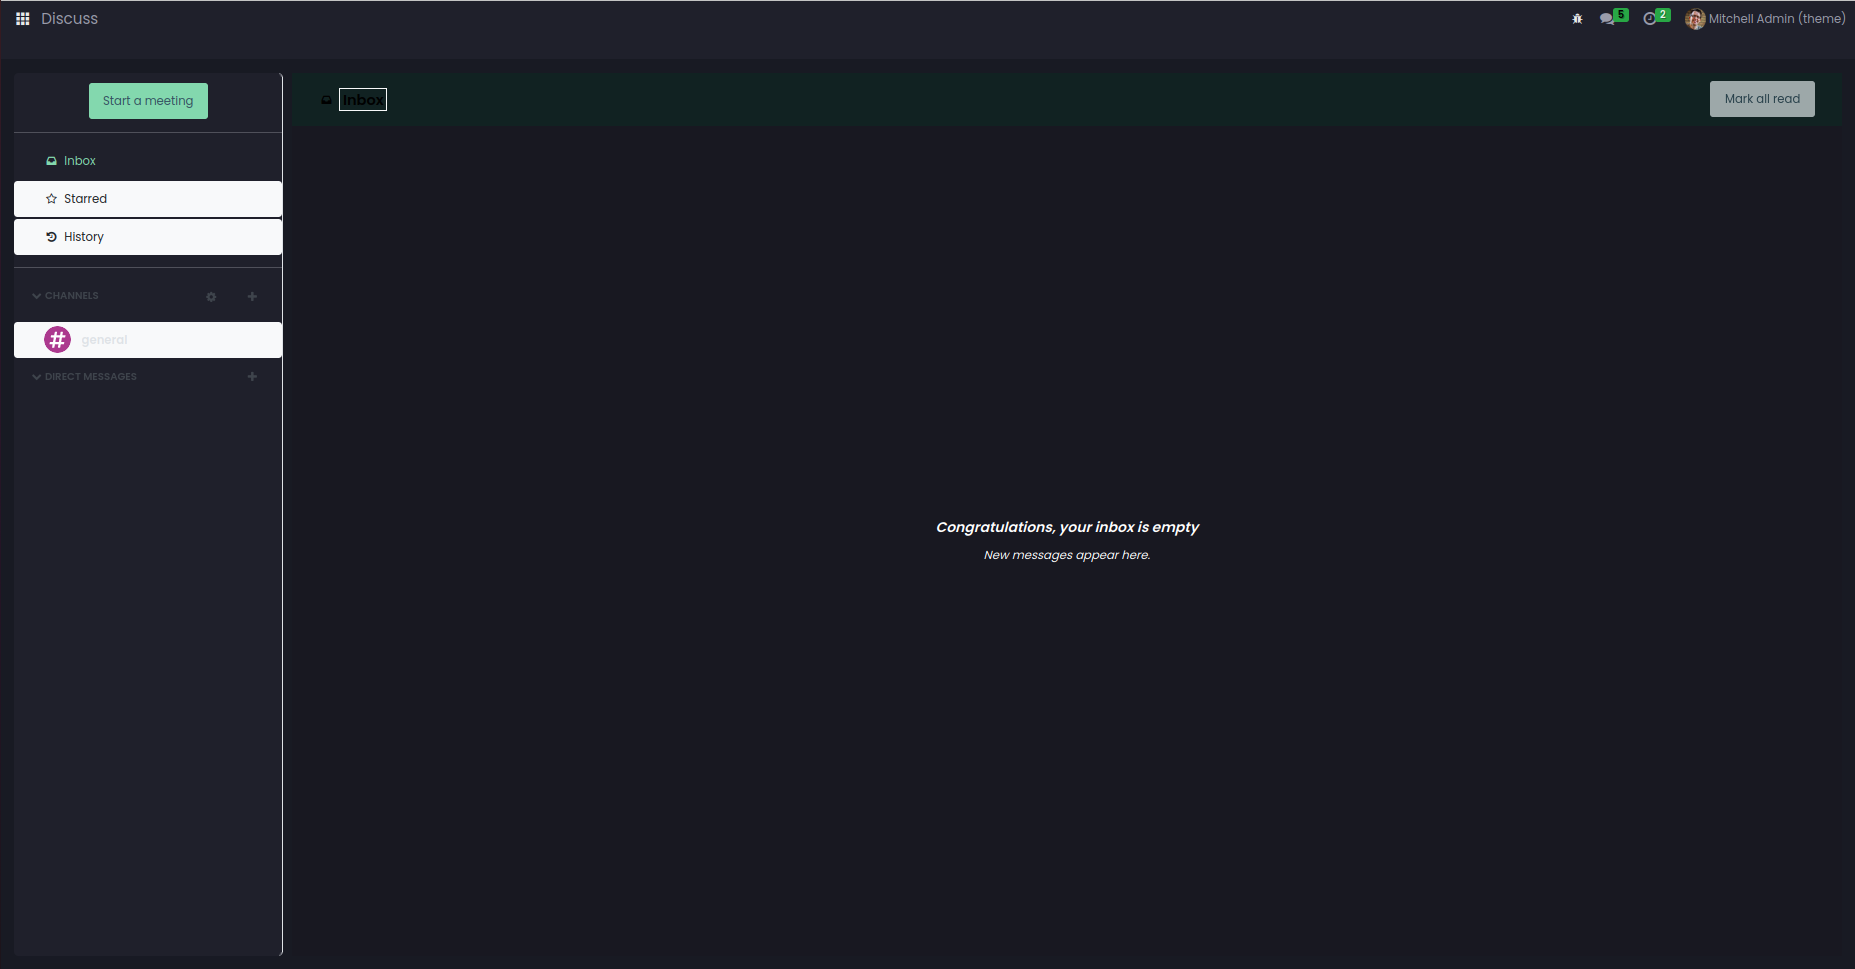 Discuss
5
2
Mitchell Admin (theme)
Start a meeting
Inbox
Starred
History
CHANNELS
general
DIRECT MESSAGES
Inbox
Mark all read
Congratulations, your inbox is empty
New messages appear here.